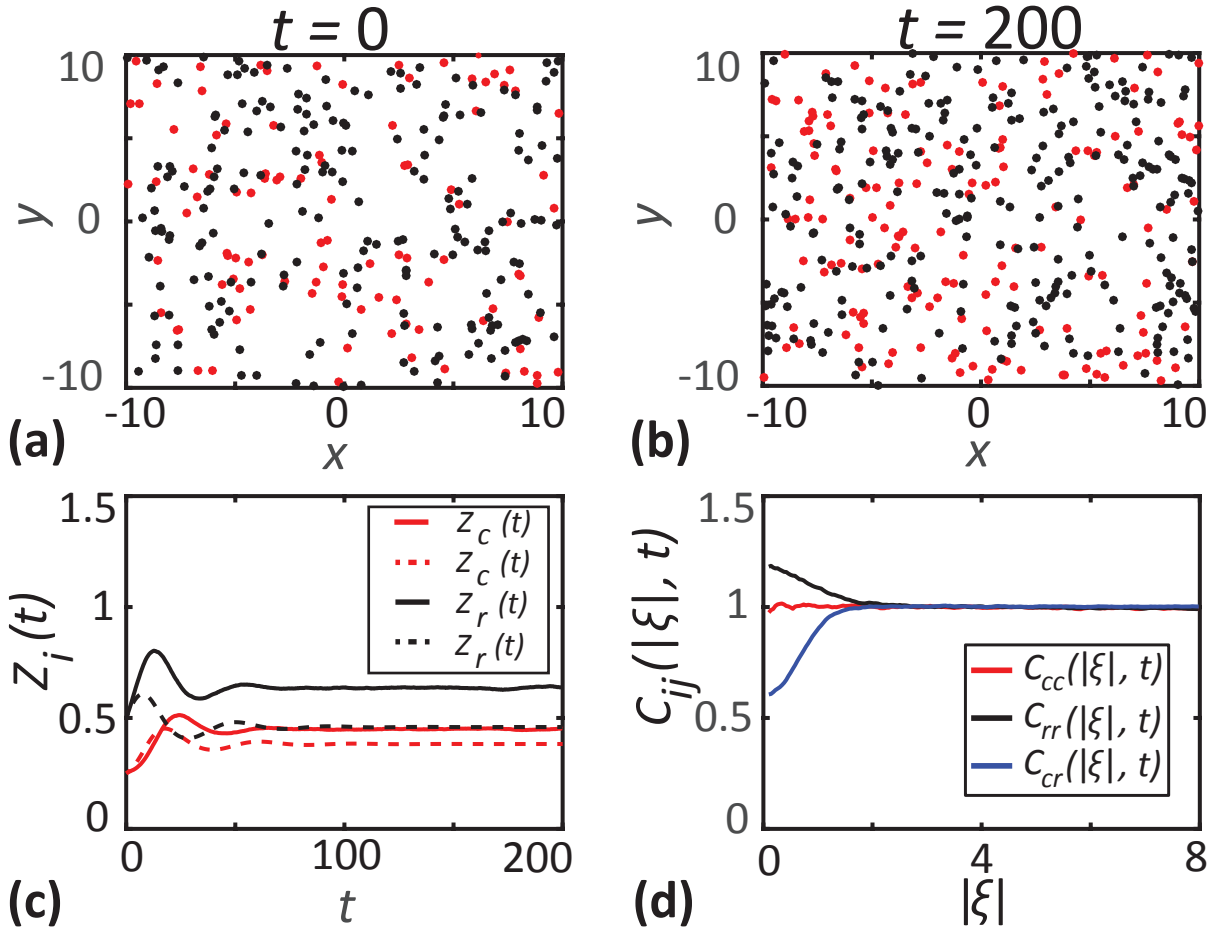 t = 0
10
0
-10
y
-10
0
10
x
(a)
t = 200
10
0
-10
y
-10
0
10
x
(b)
1.5
1
0.5
0
Z_i(t)
z_c (t)
z_c (t)
z_r (t)
z_r (t)
0
100
200
t
(c)
1.5
1
0.5
0
C_ij(|ξ|, t)
C_cc(|ξ|, t)
C_rr(|ξ|, t)
C_cr(|ξ|, t)
0
4
8
|ξ|
(d)